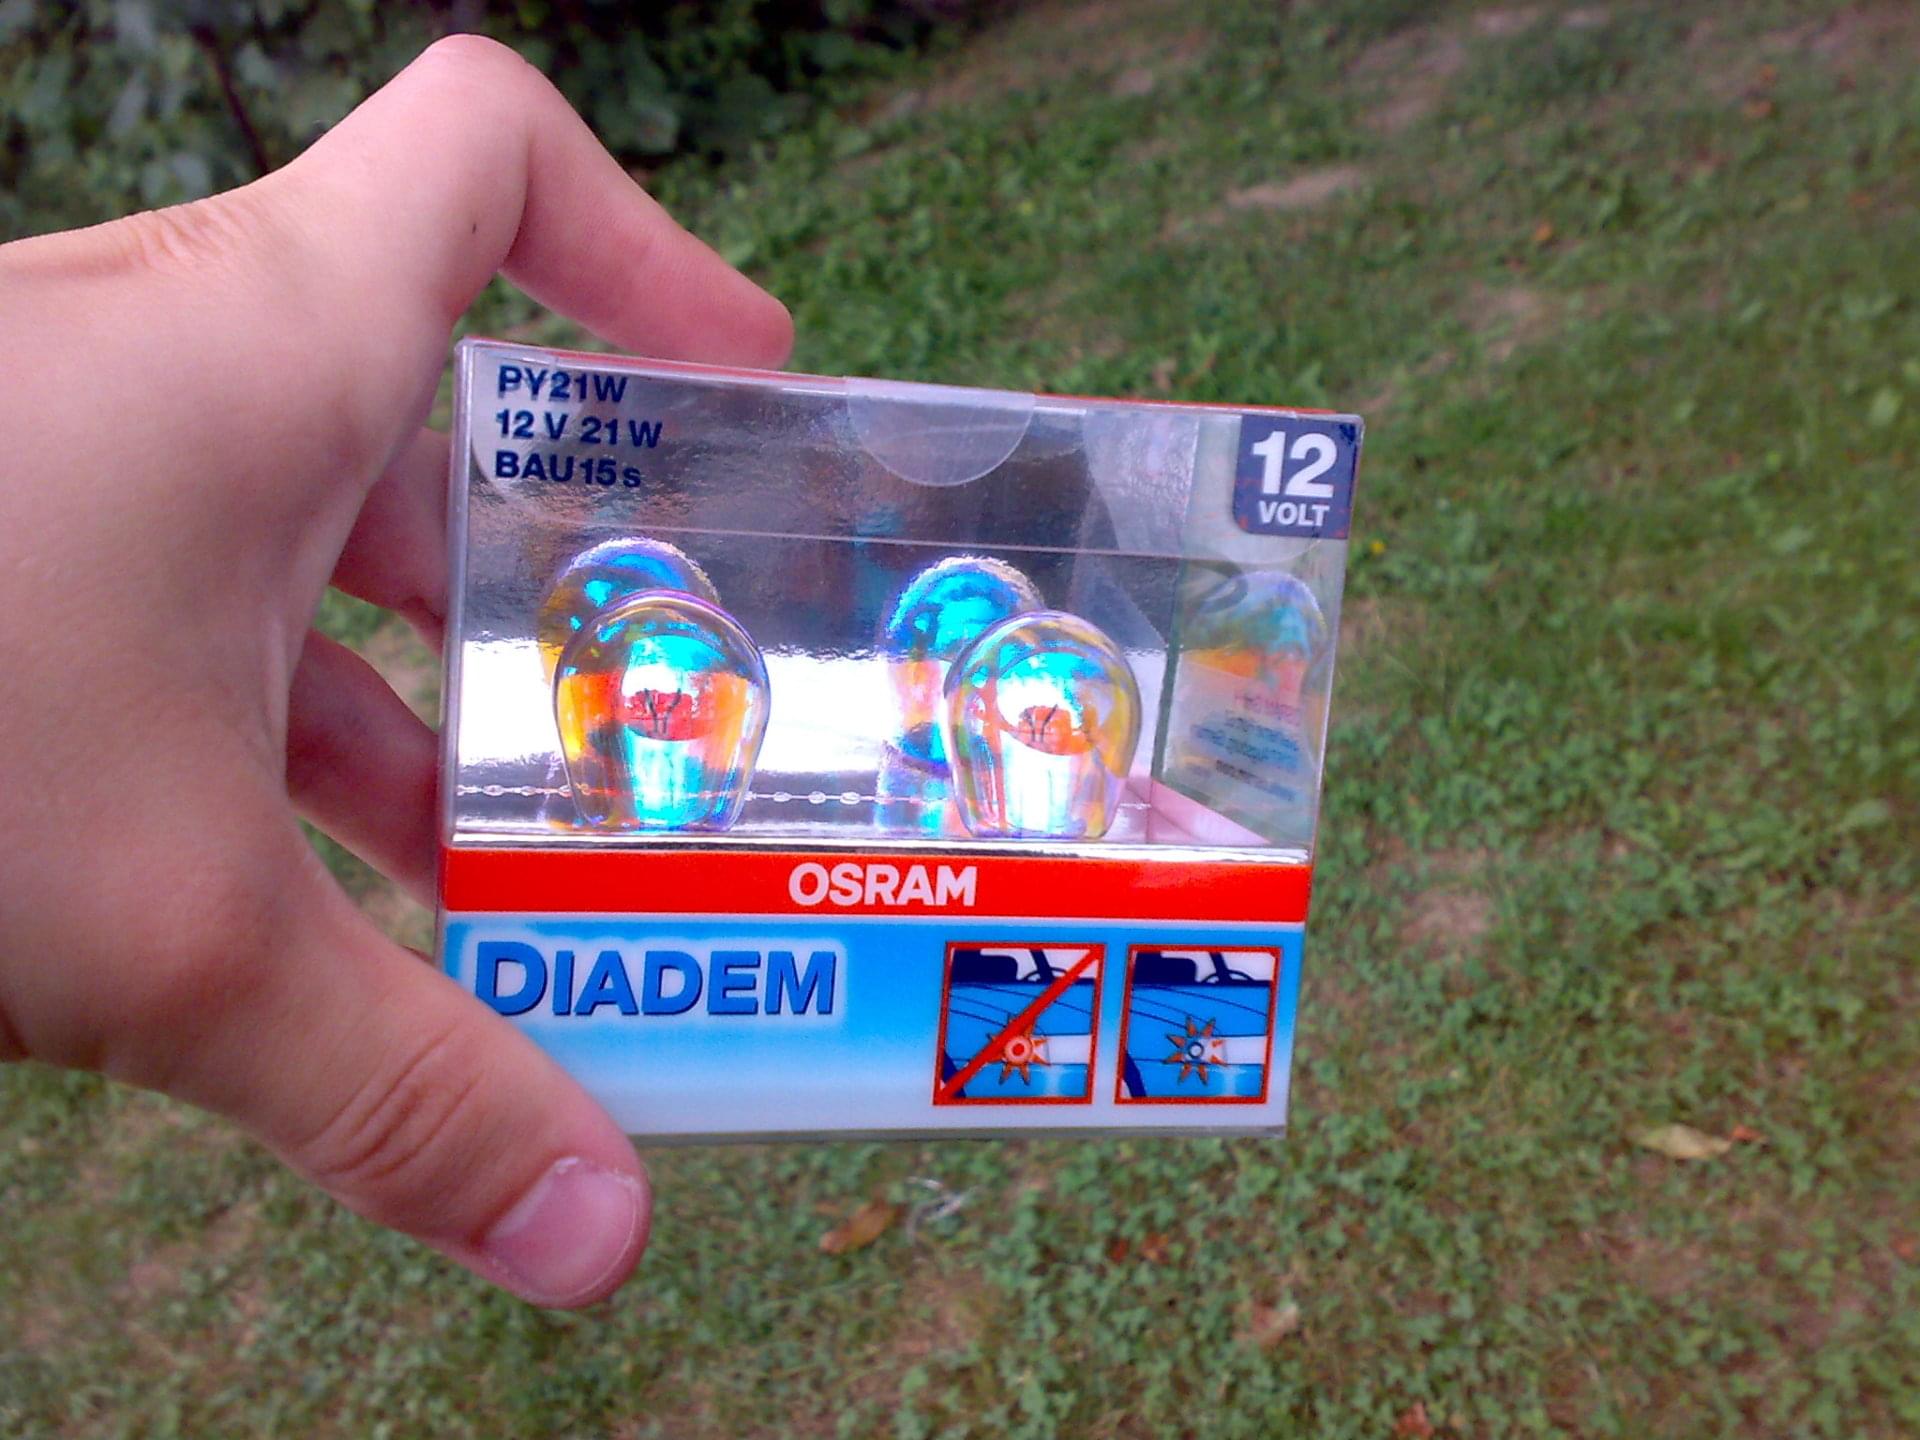 PY21W
12 V 21 W
BAU15s
12
VOLT
OSRAM
DIADEM